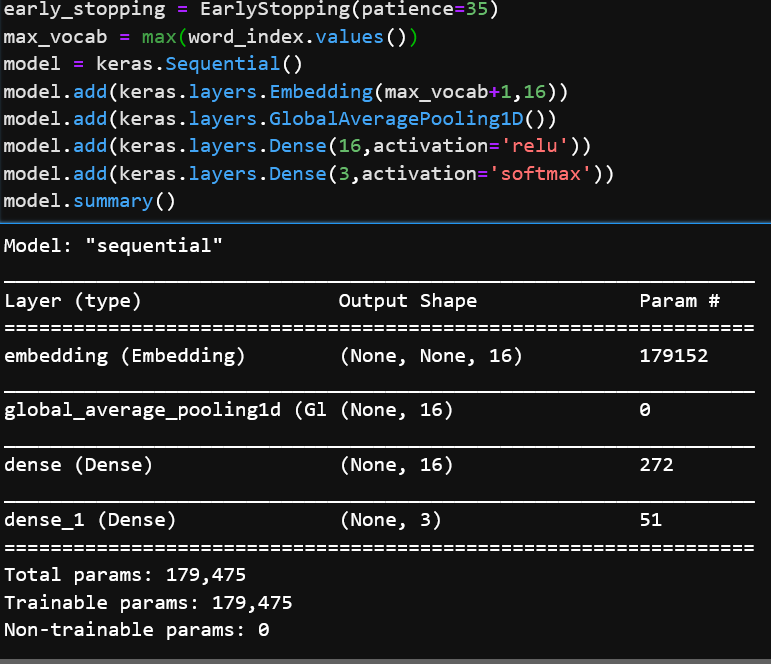 early_stopping = EarlyStopping(patience=35)
max_vocab = max(word_index.values())
model = keras.Sequential()
model.add(keras.layers.Embedding(max_vocab+1,16))
model.add(keras.layers.GlobalAveragePooling1D())
model.add(keras.layers.Dense(16,activation='relu'))
model.add(keras.layers.Dense(3,activation='softmax'))
model.summary()
Model: "sequential"
_________________________________________________________________
Layer (type)                 Output Shape              Param #
=================================================================
embedding (Embedding)        (None, None, 16)          179152
_________________________________________________________________
global_average_pooling1d (Gl (None, 16)                0
_________________________________________________________________
dense (Dense)                (None, 16)                272
_________________________________________________________________
dense_1 (Dense)              (None, 3)                 51
=================================================================
Total params: 179,475
Trainable params: 179,475
Non-trainable params: 0